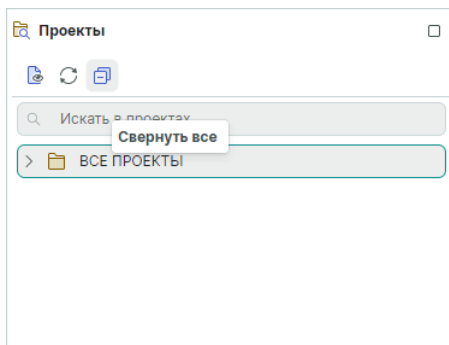 Проекты
Искать в проектах
Свернуть все
ВСЕ ПРОЕКТЫ